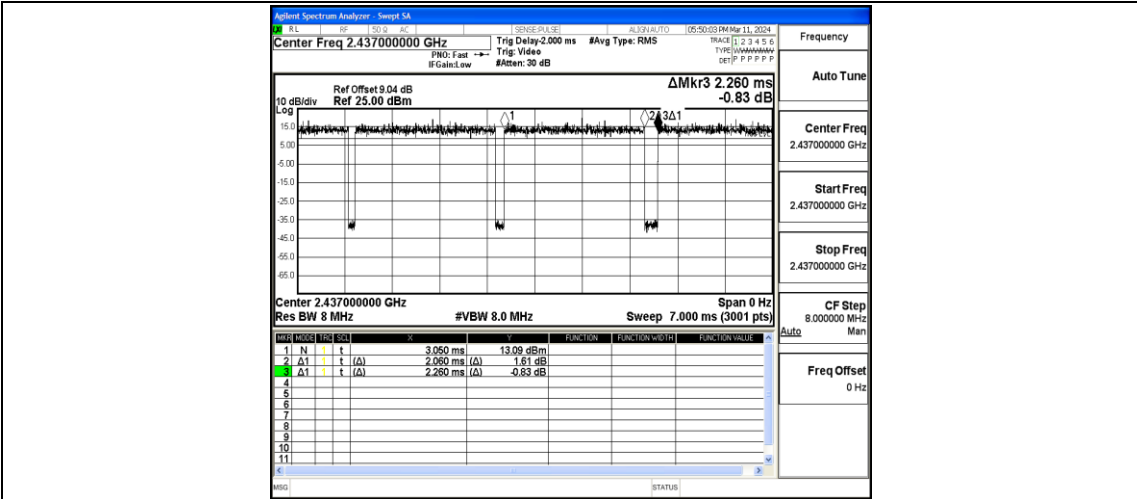 Agilent Spectrum Analyzer - Swept SA
RL RF 50 Ω AC SENSE:PULSE ALIGN AUTO 05:50:03 PM Mar 11, 2024
Center Freq 2.437000000 GHz
PNO: Fast
IFGain:Low
Trig Delay-2.000 ms
Trig: Video
#Atten: 30 dB
#Avg Type: RMS
TRACE 1 2 3 4 5 6
TYPE
DET P P P P P P
Frequency
Auto Tune
Center Freq
2.437000000 GHz
Start Freq
2.437000000 GHz
Stop Freq
2.437000000 GHz
CF Step
8.000000 MHz
Auto Man
Freq Offset
0 Hz
ΔMkr3 2.260 ms
-0.83 dB
Ref Offset 9.04 dB
10 dB/div Ref 25.00 dBm
Log
15.0
5.00
-5.00
-15.0
-25.0
-35.0
-45.0
-55.0
-65.0
1
3Δ1
Center 2.437000000 GHz Span 0 Hz
Res BW 8 MHz #VBW 8.0 MHz Sweep 7.000 ms (3001 pts)
MKR MODE TRC SCL X Y FUNCTION FUNCTION WIDTH FUNCTION VALUE
1 N 1 t 3.050 ms 13.09 dBm
2 Δ1 1 t (Δ) 2.060 ms (Δ) 1.61 dB
3 Δ1 1 t (Δ) 2.260 ms (Δ) -0.83 dB
4
5
6
7
8
9
10
11
MSG STATUS